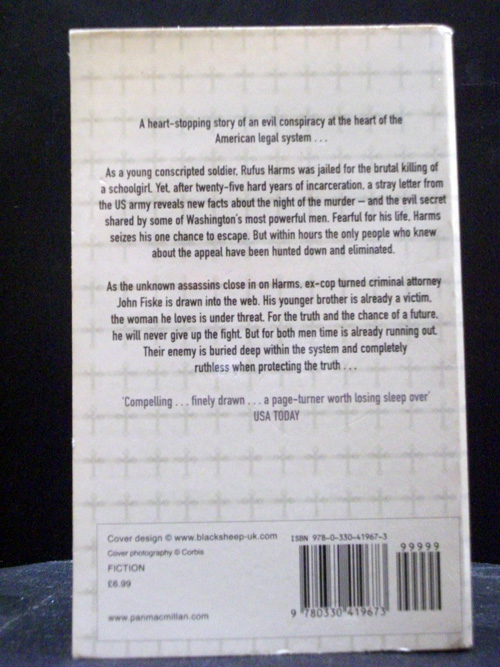 A heart-stopping story of an evil conspiracy at the heart of the
American legal system . . .
As a young conscripted soldier, Rufus Harms was jailed for the brutal killing of
a schoolgirl. Yet, after twenty-five hard years of incarceration, a stray letter from
the US army reveals new facts about the night of the murder – and the evil secret
shared by some of Washington's most powerful men. Fearful for his life, Harms
seizes his one chance to escape. But within hours the only people who knew
about the appeal have been hunted down and eliminated.
As the unknown assassins close in on Harms, ex-cop turned criminal attorney
John Fiske is drawn into the web. His younger brother is already a victim,
the woman he loves is under threat. For the truth and the chance of a future,
he will never give up the fight. But for both men time is already running out.
Their enemy is buried deep within the system and completely
ruthless when protecting the truth . . .
'Compelling . . . finely drawn . . . a page-turner worth losing sleep over'
USA TODAY
Cover design © www.blacksheep-uk.com
Cover photography © Corbis
FICTION
£6.99
www.panmacmillan.com
ISBN 978-0-330-41967-3
99999
9 780330 419673